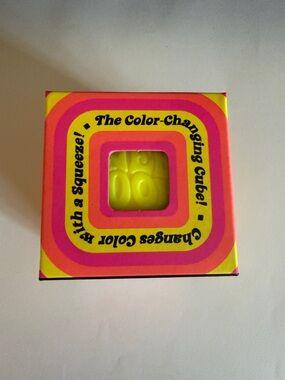 The Color-Changing Cube!
Changes Color with a Squeeze!